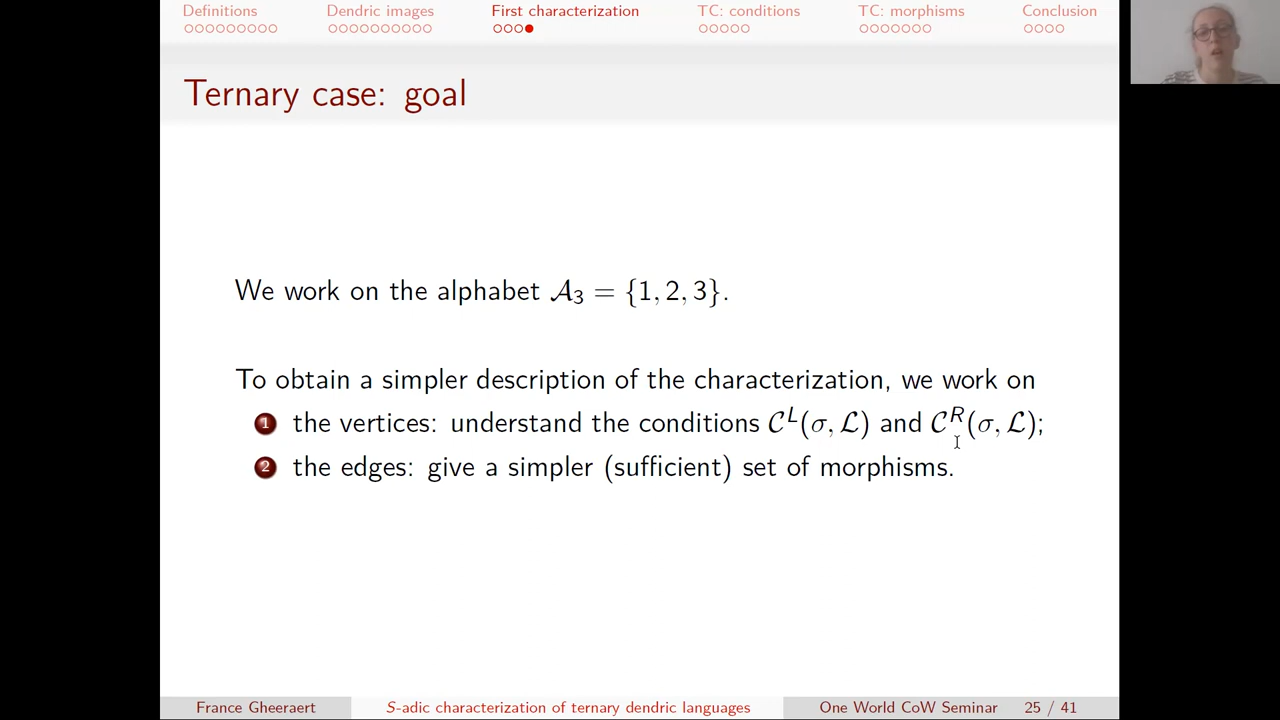 Definitions Dendric images First characterization TC: conditions TC: morphisms Conclusion
Ternary case: goal
We work on the alphabet 𝒜₃ = {1, 2, 3}.
To obtain a simpler description of the characterization, we work on
1 the vertices: understand the conditions 𝒞ᴸ(σ, ℒ) and 𝒞ᴿ(σ, ℒ);
2 the edges: give a simpler (sufficient) set of morphisms.
France Gheeraert S-adic characterization of ternary dendric languages One World CoW Seminar 25 / 41